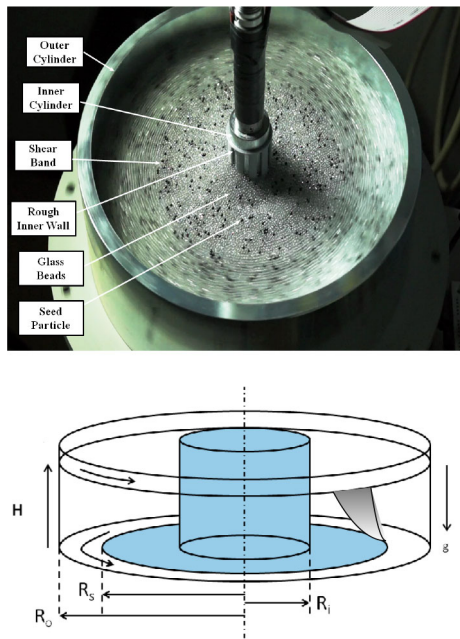 Outer
Cylinder
Inner
Cylinder
Shear
Band
Rough
Inner Wall
Glass
Beads
Seed
Particle
H
g
R_s
R_i
R_o